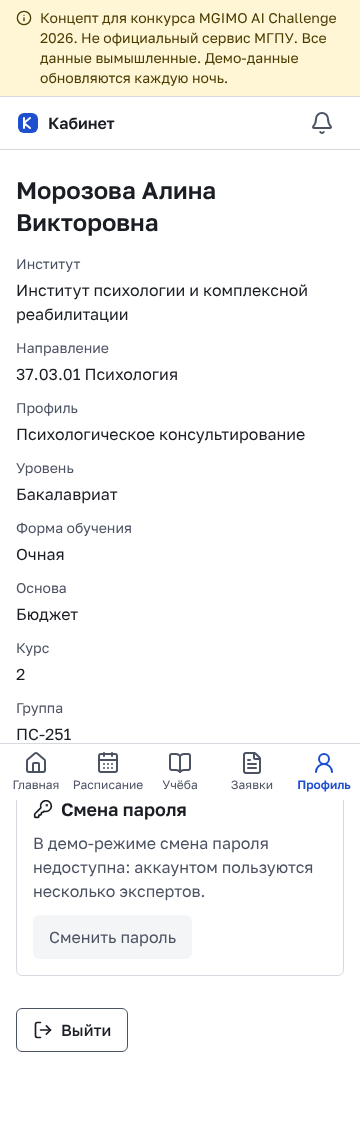 Концепт для конкурса MGIMO AI Challenge
2026. Не официальный сервис МГПУ. Все
данные вымышленные. Демо-данные
обновляются каждую ночь.
Кабинет
Морозова Алина
Викторовна
Институт
Институт психологии и комплексной
реабилитации
Направление
37.03.01 Психология
Профиль
Психологическое консультирование
Уровень
Бакалавриат
Форма обучения
Очная
Основа
Бюджет
Курс
2
Группа
ПС-251
Главная
Расписание
Учёба
Заявки
Профиль
Смена пароля
В демо-режиме смена пароля
недоступна: аккаунтом пользуются
несколько экспертов.
Сменить пароль
Выйти